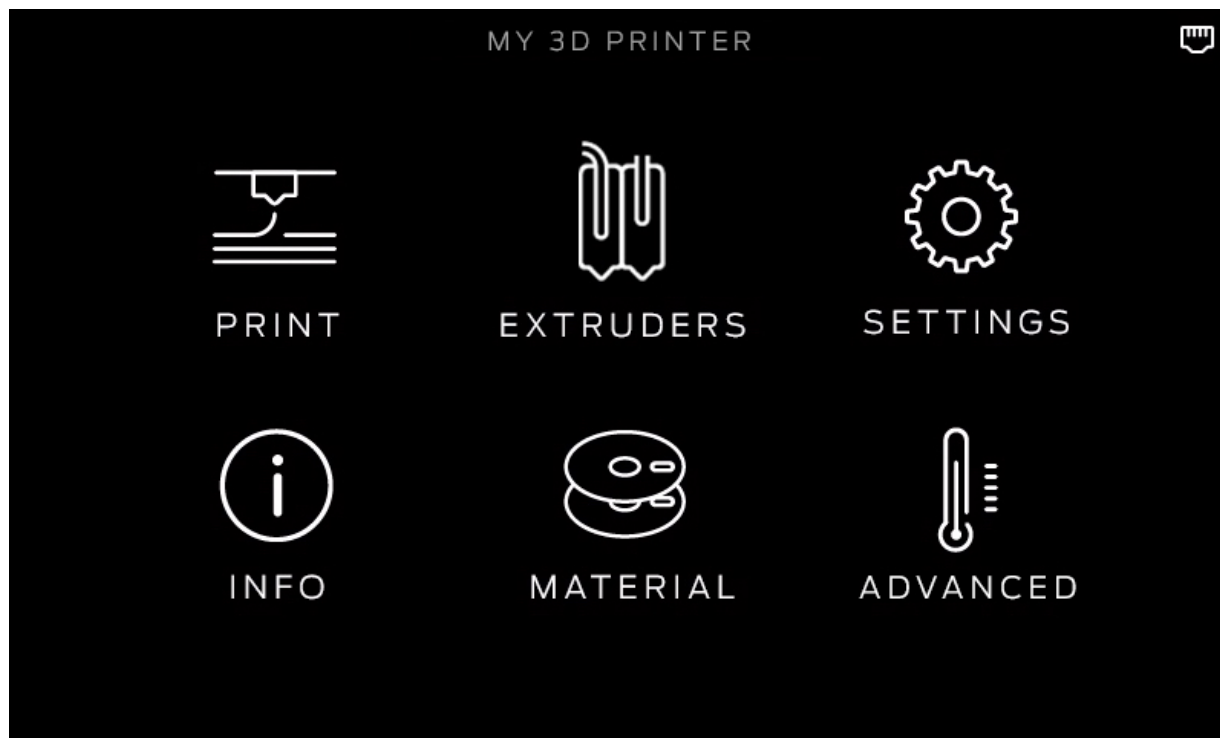 MY 3D PRINTER
PRINT
EXTRUDERS
SETTINGS
INFO
MATERIAL
ADVANCED